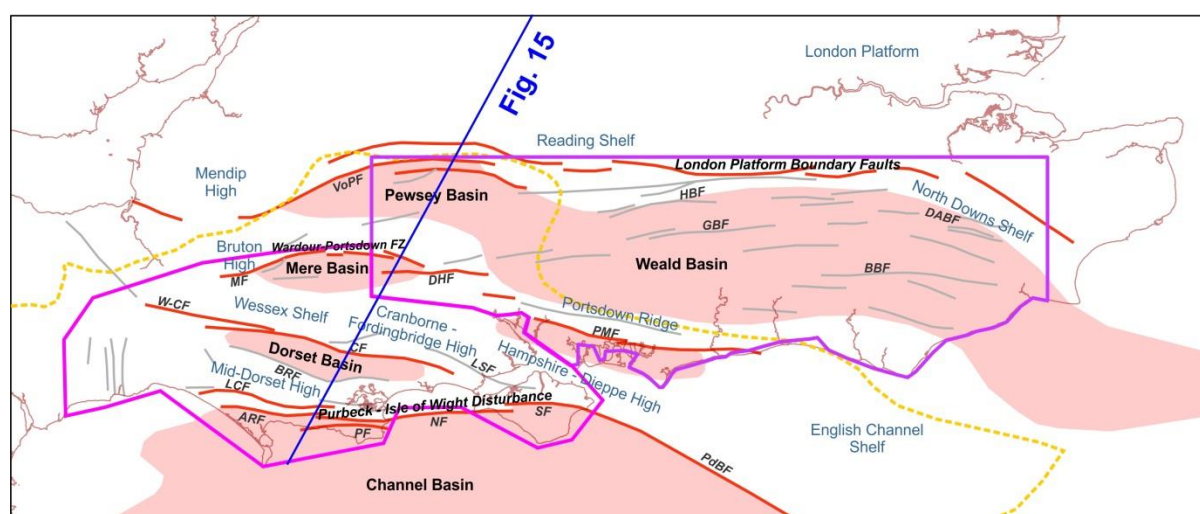 London Platform
Fig. 15
Reading Shelf
London Platform Boundary Faults
Mendip
High
VoPF
Pewsey Basin
HBF
North Downs Shelf
DABF
GBF
Bruton
High
Wardour-Portsdown FZ
Mere Basin
MF
DHF
Weald Basin
BBF
W-CF
Wessex Shelf
Cranborne -
Fordingbridge High
Portsdown Ridge
PMF
CF
Dorset Basin
BRF
LSF
Hampshire - Dieppe High
Mid-Dorset High
LCF
Purbeck - Isle of Wight Disturbance
ARF
PF
NF
SF
English Channel
Shelf
PdBF
Channel Basin